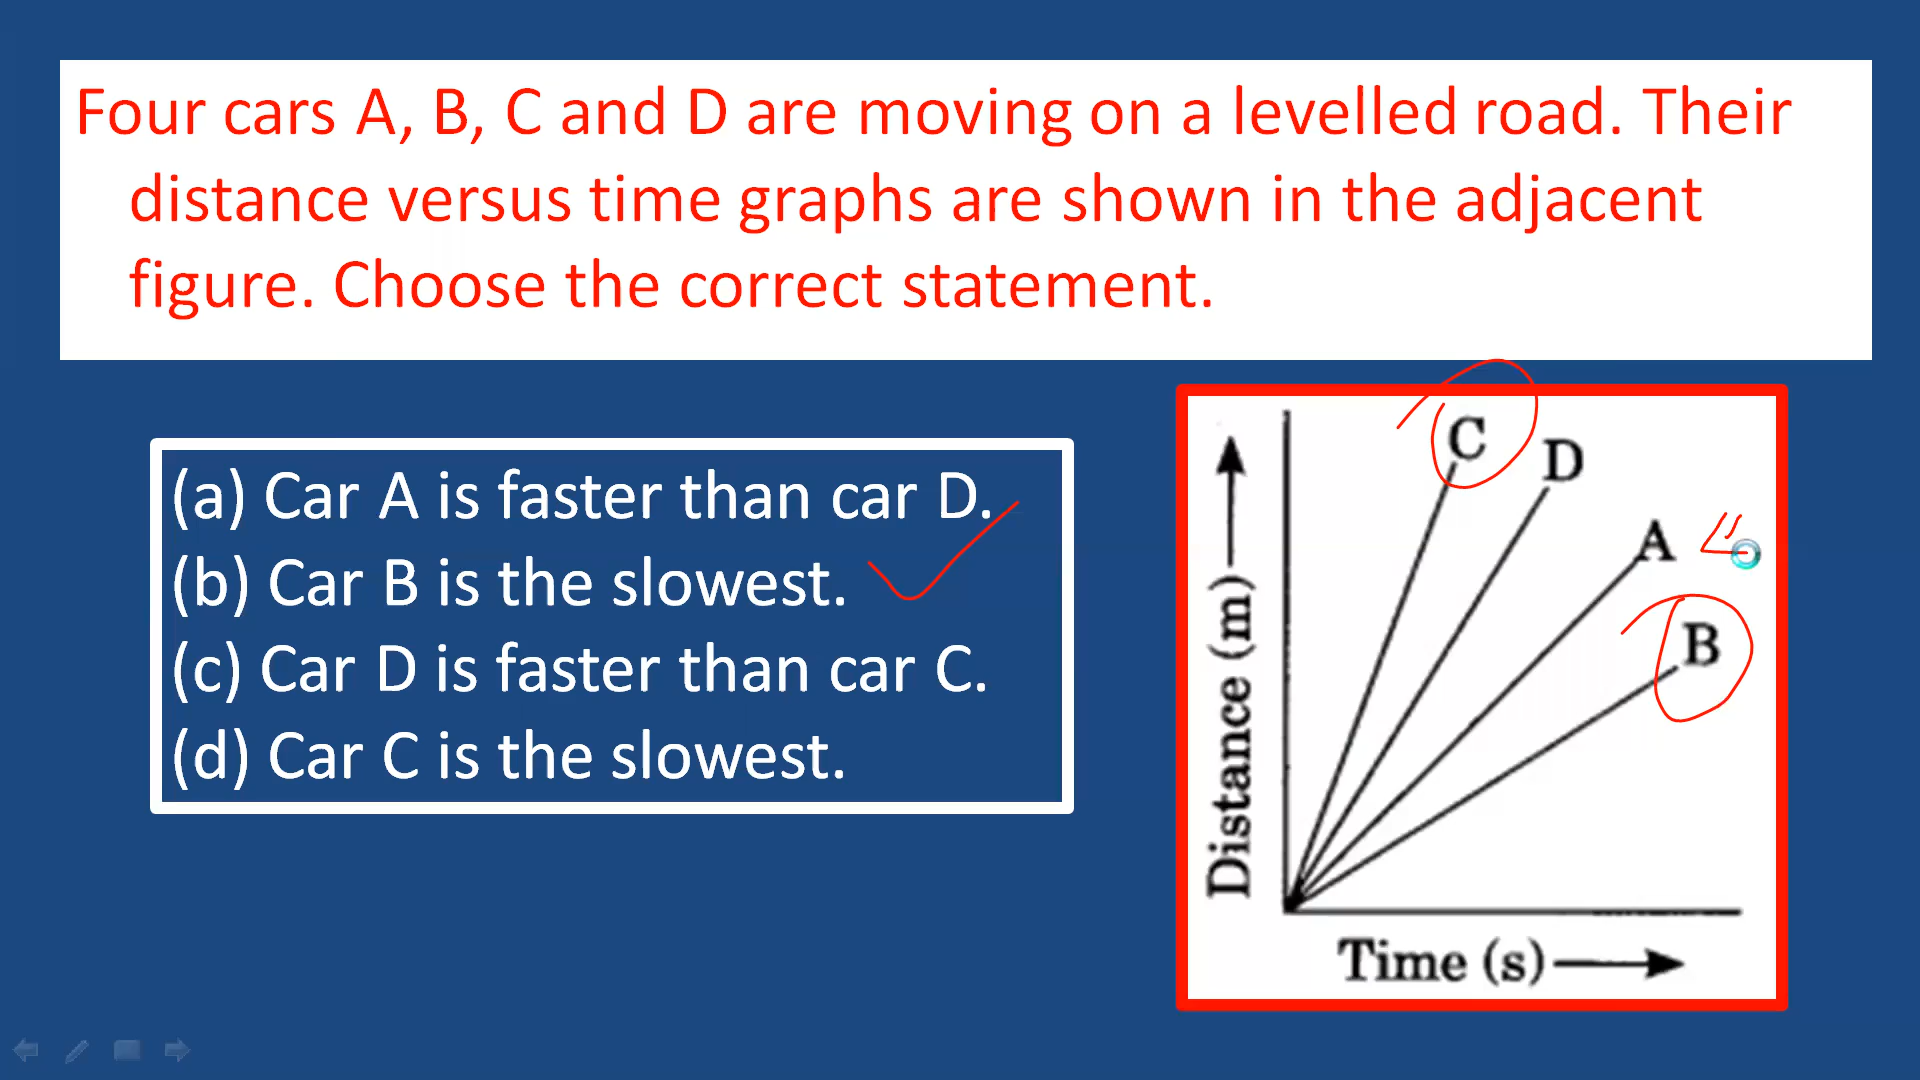 Four cars A, B, C and D are moving on a levelled road. Their
distance versus time graphs are shown in the adjacent
figure. Choose the correct statement.
(a) Car A is faster than car D.
(b) Car B is the slowest.
(c) Car D is faster than car C.
(d) Car C is the slowest.
C
D
A
B
Distance (m)
Time (s)